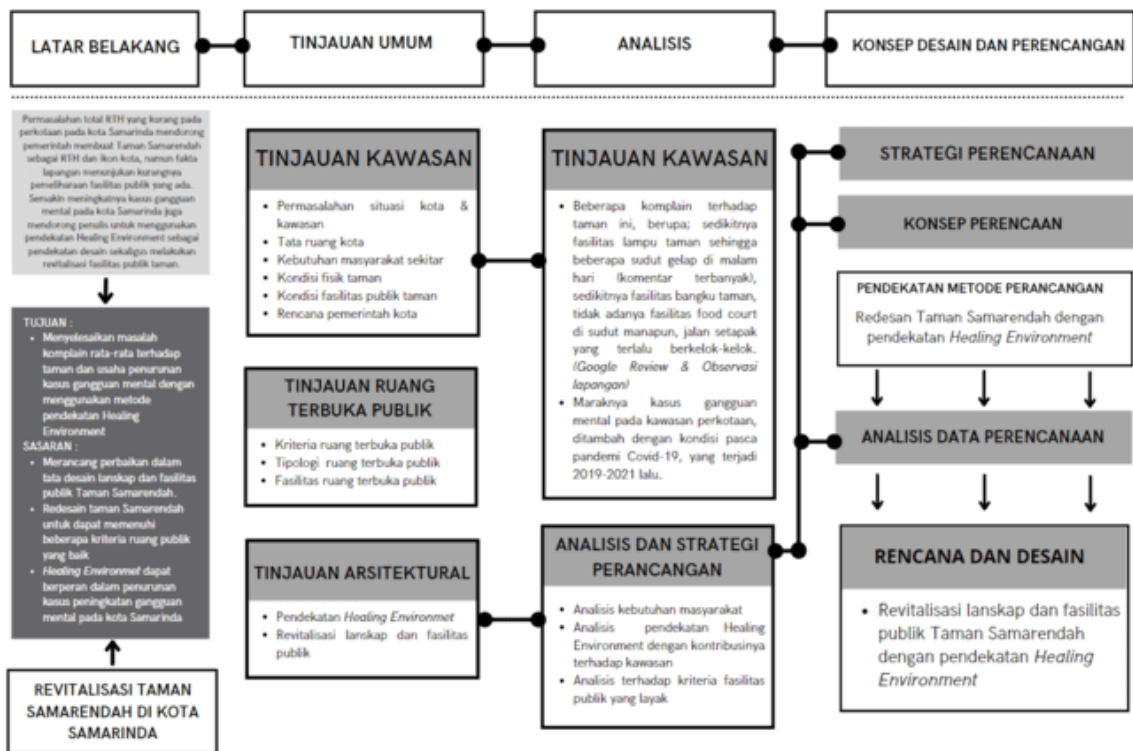 LATAR BELAKANG
TINJAUAN UMUM
ANALISIS
KONSEP DESAIN DAN PERENCANGAN
Permasalahan total RTH yang kurang pada
perkotaan pada kota Samarinda mendorong
pemerintah membuat Taman Samarendah
sebagai RTH dan ikon kota, namun fakta
lapangan menunjukan kurangnya
pemeliharaan fasilitas publik yang ada.
Semakin meningkatnya kasus gangguan
mental pada kota Samarinda juga
mendorong penulis untuk menggunakan
pendekatan Healing Environment sebagai
pendekatan desain sekaligus melakukan
revitalisasi fasilitas publik taman.
TUJUAN :
• Menyelesaikan masalah
komplain rata-rata terhadap
taman dan usaha penurunan
kasus gangguan mental dengan
menggunakan metode
pendekatan Healing
Environment
SASARAN :
• Merancang perbaikan dalam
tata desain lanskap dan fasilitas
publik Taman Samarendah.
• Redesain taman Samarendah
untuk dapat memenuhi
beberapa kriteria ruang publik
yang baik
• Healing Environmet dapat
berperan dalam penurunan
kasus peningkatan gangguan
mental pada kota Samarinda
REVITALISASI TAMAN
SAMARENDAH DI KOTA
SAMARINDA
TINJAUAN KAWASAN
• Permasalahan situasi kota &
kawasan
• Tata ruang kota
• Kebutuhan masyarakat sekitar
• Kondisi fisik taman
• Kondisi fasilitas publik taman
• Rencana pemerintah kota
TINJAUAN RUANG
TERBUKA PUBLIK
• Kriteria ruang terbuka publik
• Tipologi ruang terbuka publik
• Fasilitas ruang terbuka publik
TINJAUAN ARSITEKTURAL
• Pendekatan Healing Environmet
• Revitalisasi lanskap dan fasilitas
publik
TINJAUAN KAWASAN
• Beberapa komplain terhadap
taman ini, berupa; sedikitnya
fasilitas lampu taman sehingga
beberapa sudut gelap di malam
hari (komentar terbanyak),
sedikitnya fasilitas bangku taman,
tidak adanya fasilitas food court
di sudut manapun, jalan setapak
yang terlalu berkelok-kelok.
(Google Review & Observasi
lapangan)
• Maraknya kasus gangguan
mental pada kawasan perkotaan,
ditambah dengan kondisi pasca
pandemi Covid-19, yang terjadi
2019-2021 lalu.
ANALISIS DAN STRATEGI
PERANCANGAN
• Analisis kebutuhan masyarakat
• Analisis pendekatan Healing
Environment dengan kontribusinya
terhadap kawasan
• Analisis terhadap kriteria fasilitas
publik yang layak
STRATEGI PERENCANAAN
KONSEP PERENCAAN
PENDEKATAN METODE PERANCANGAN
Redesan Taman Samarendah dengan
pendekatan Healing Environment
ANALISIS DATA PERENCANAAN
RENCANA DAN DESAIN
• Revitalisasi lanskap dan fasilitas
publik Taman Samarendah
dengan pendekatan Healing
Environment